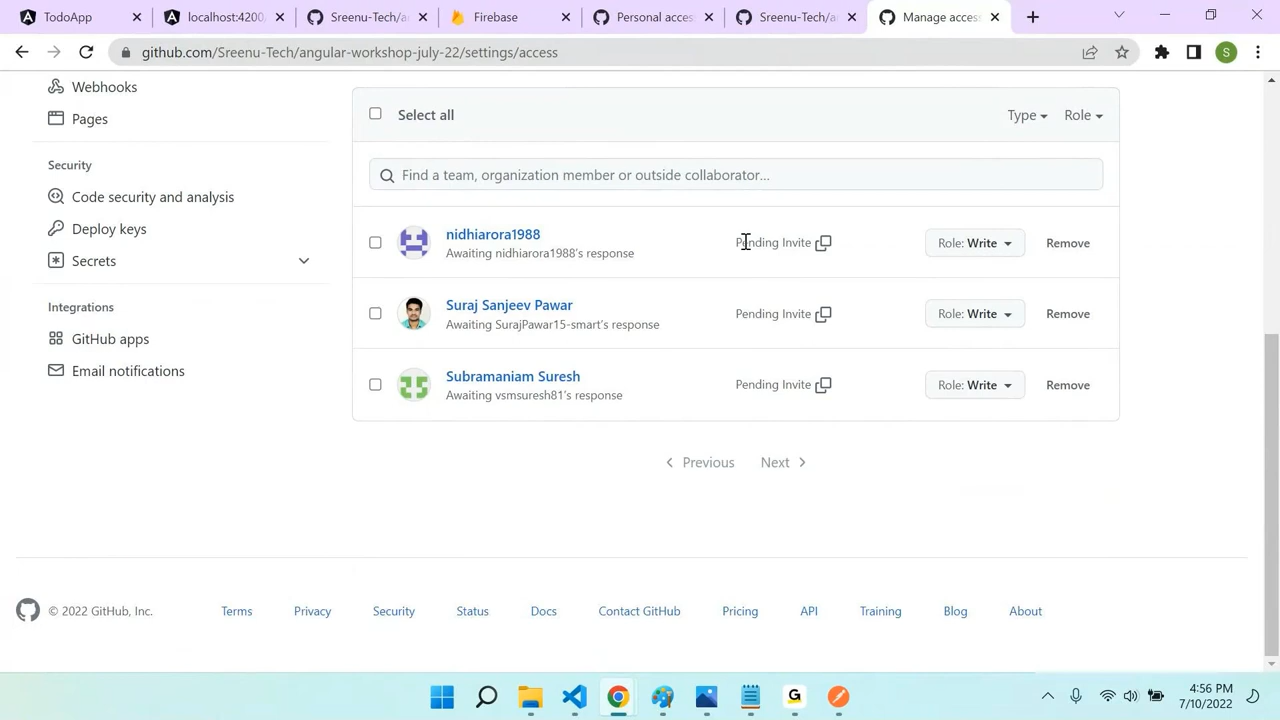 TodoApp
localhost:4200
Sreenu-Tech/a
Firebase
Personal acces
Sreenu-Tech/a
Manage acces
github.com/Sreenu-Tech/angular-workshop-july-22/settings/access
S
Webhooks
Pages
Security
Code security and analysis
Deploy keys
Secrets
Integrations
GitHub apps
Email notifications
Select all
Type
Role
Find a team, organization member or outside collaborator...
nidhiarora1988
Awaiting nidhiarora1988's response
Pending Invite
Role: Write
Remove
Suraj Sanjeev Pawar
Awaiting SurajPawar15-smart's response
Pending Invite
Role: Write
Remove
Subramaniam Suresh
Awaiting vsmsuresh81's response
Pending Invite
Role: Write
Remove
Previous
Next
© 2022 GitHub, Inc.
Terms
Privacy
Security
Status
Docs
Contact GitHub
Pricing
API
Training
Blog
About
4:56 PM
7/10/2022